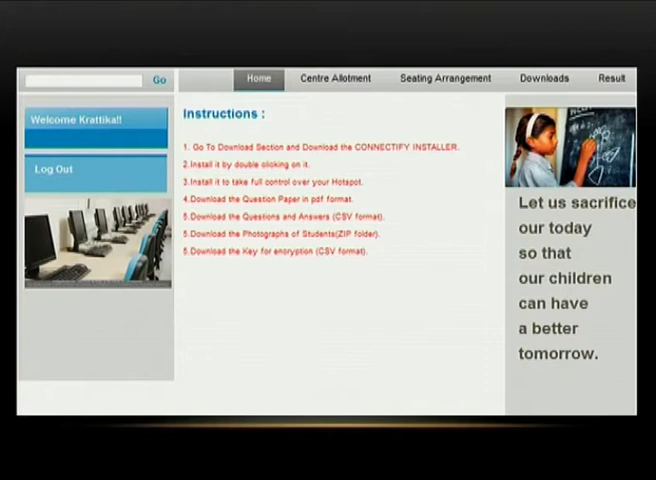 Go
Home
Centre Allotment
Seating Arrangement
Downloads
Result
Welcome Krattika!!
Log Out
Instructions :
1. Go To Download Section and Download the CONNECTIFY INSTALLER.
2.Install it by double clicking on it.
3.Install it to take full control over your Hotspot.
4.Download the Question Paper in pdf format.
5.Download the Questions and Answers (CSV format).
5.Download the Photographs of Students(ZIP folder).
5.Download the Key for enoryption (CSV format).
Let us sacrifice
our today
so that
our children
can have
a better
tomorrow.